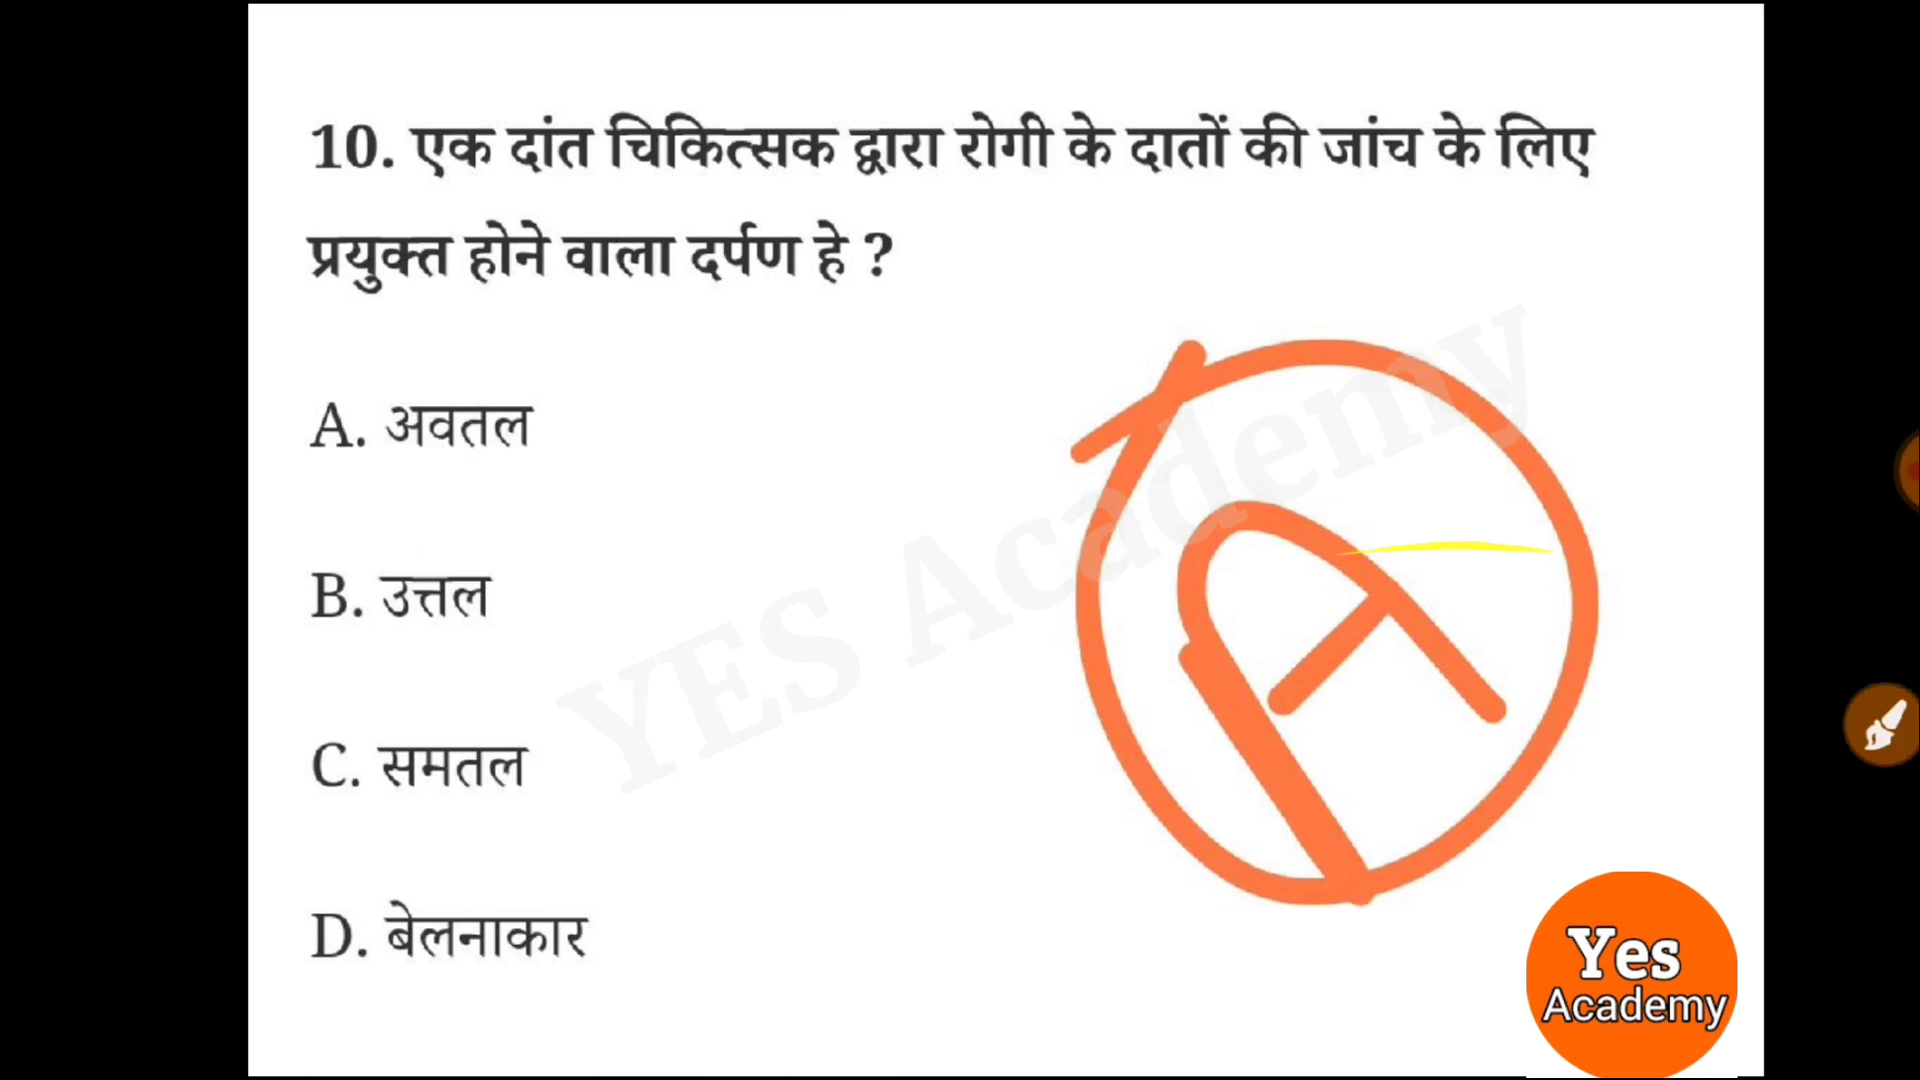 10. एक दांत चिकित्सक द्वारा रोगी के दातों की जांच के लिए
प्रयुक्त होने वाला दर्पण हे ?
A. अवतल
B. उत्तल
C. समतल
D. बेलनाकार
YES Academy
A
Yes
Academy